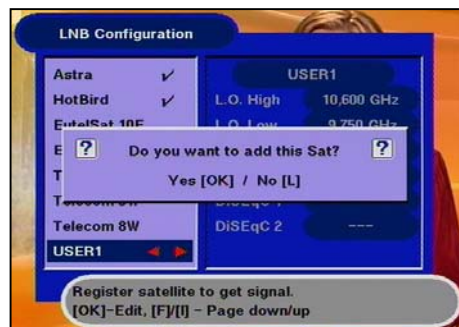 LNB Configuration
Astra ✓
HotBird ✓
EutelSat 10E
E
T
Telecom 8W
USER1
USER1
L.O. High 10,600 GHz
L.O. Low 9,750 GHz
DiSEqC 1
DiSEqC 2 ---
Do you want to add this Sat?
Yes [OK] / No [L]
Register satellite to get signal.
[OK]-Edit, [F]/[I] - Page down/up